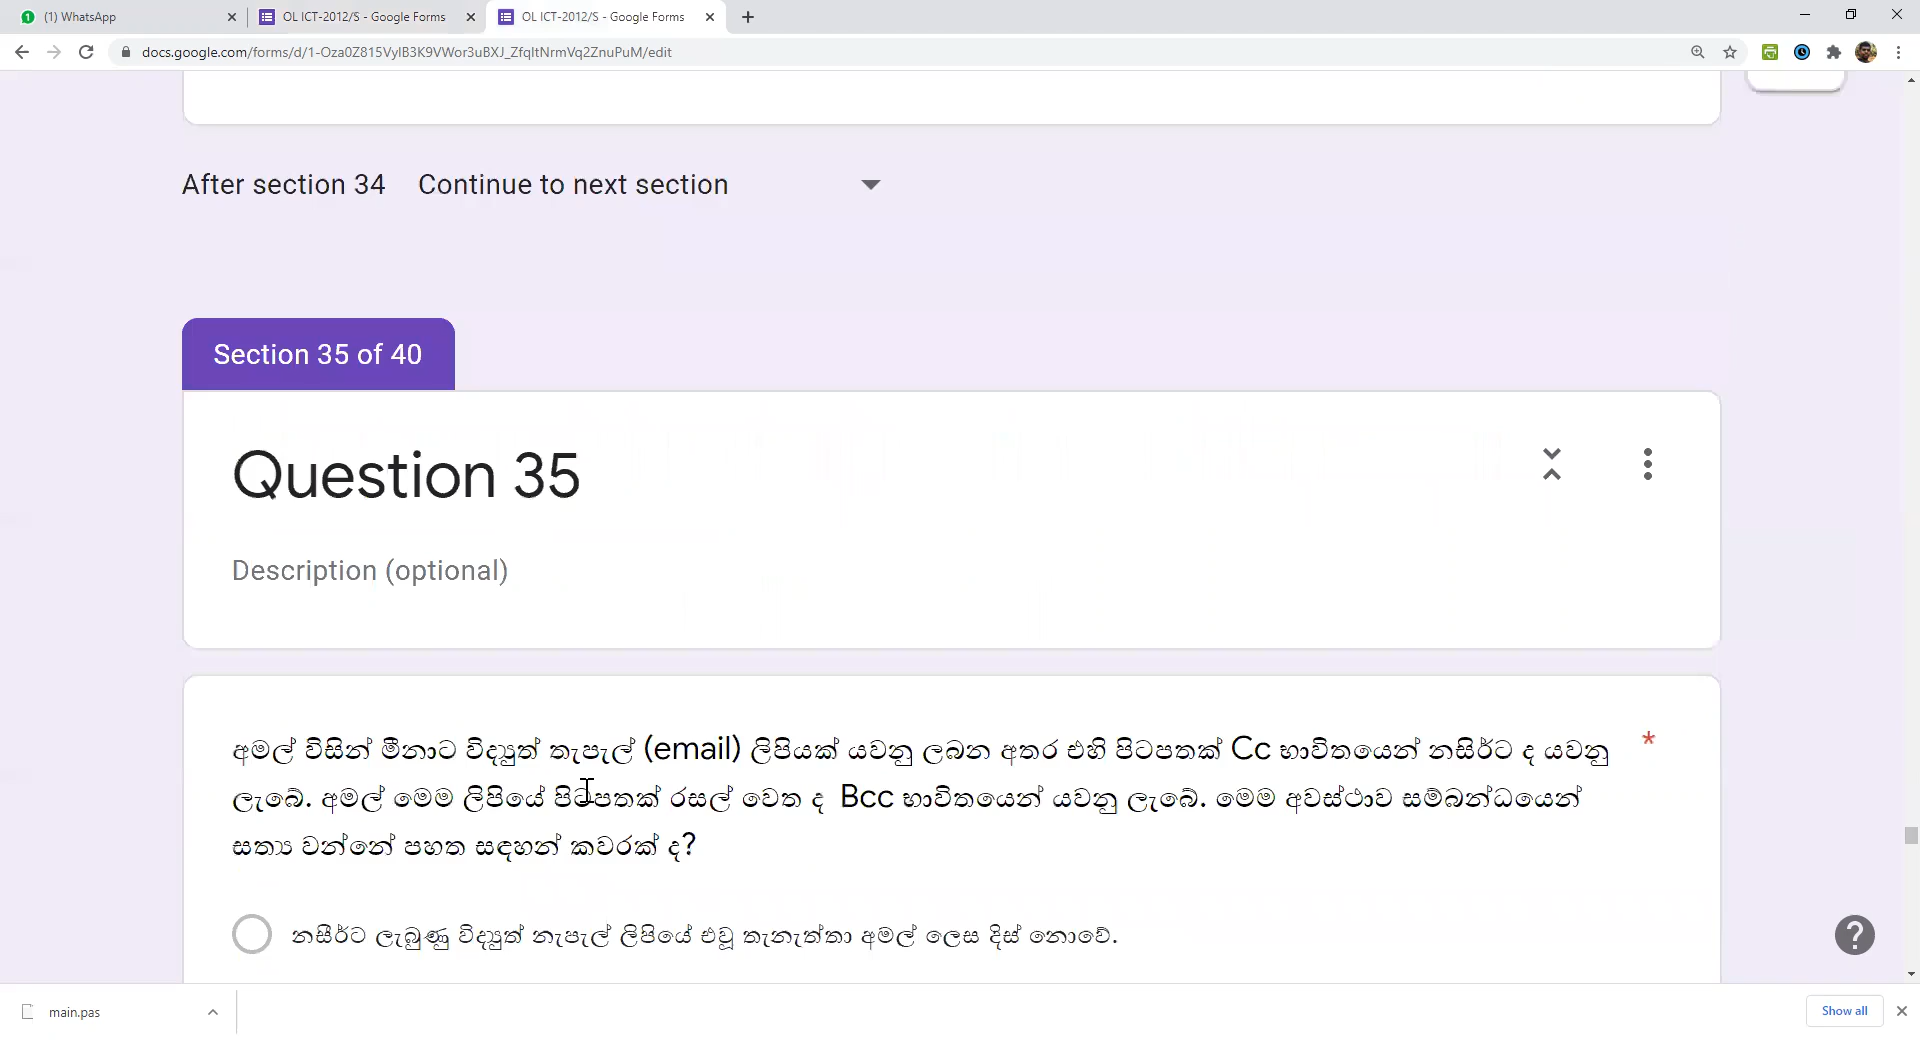 (1) WhatsApp
OL ICT-2012/S - Google Forms
OL ICT-2012/S - Google Forms
docs.google.com/forms/d/1-Oza0Z815VylB3K9VWor3uBXJ_ZfqItNrmVq2ZnuPuM/edit
After section 34 Continue to next section
Section 35 of 40
Question 35
Description (optional)
අමල් විසින් මීනාට විද්‍යුත් තැපැල් (email) ලිපියක් යවනු ලබන අතර එහි පිටපතක් Cc භාවිතයෙන් නසිර්ට ද යවනු *
ලැබේ. අමල් මෙම ලිපියේ පිටපතක් රසල් වෙත ද Bcc භාවිතයෙන් යවනු ලැබේ. මෙම අවස්ථාව සම්බන්ධයෙන්
සත්‍ය වන්නේ පහත සඳහන් කවරක් ද?
නසීර්ට ලැබුණු විද්‍යුත් නැපැල් ලිපියේ එවූ තැනැත්තා අමල් ලෙස දිස් නොවේ.
main.pas
Show all